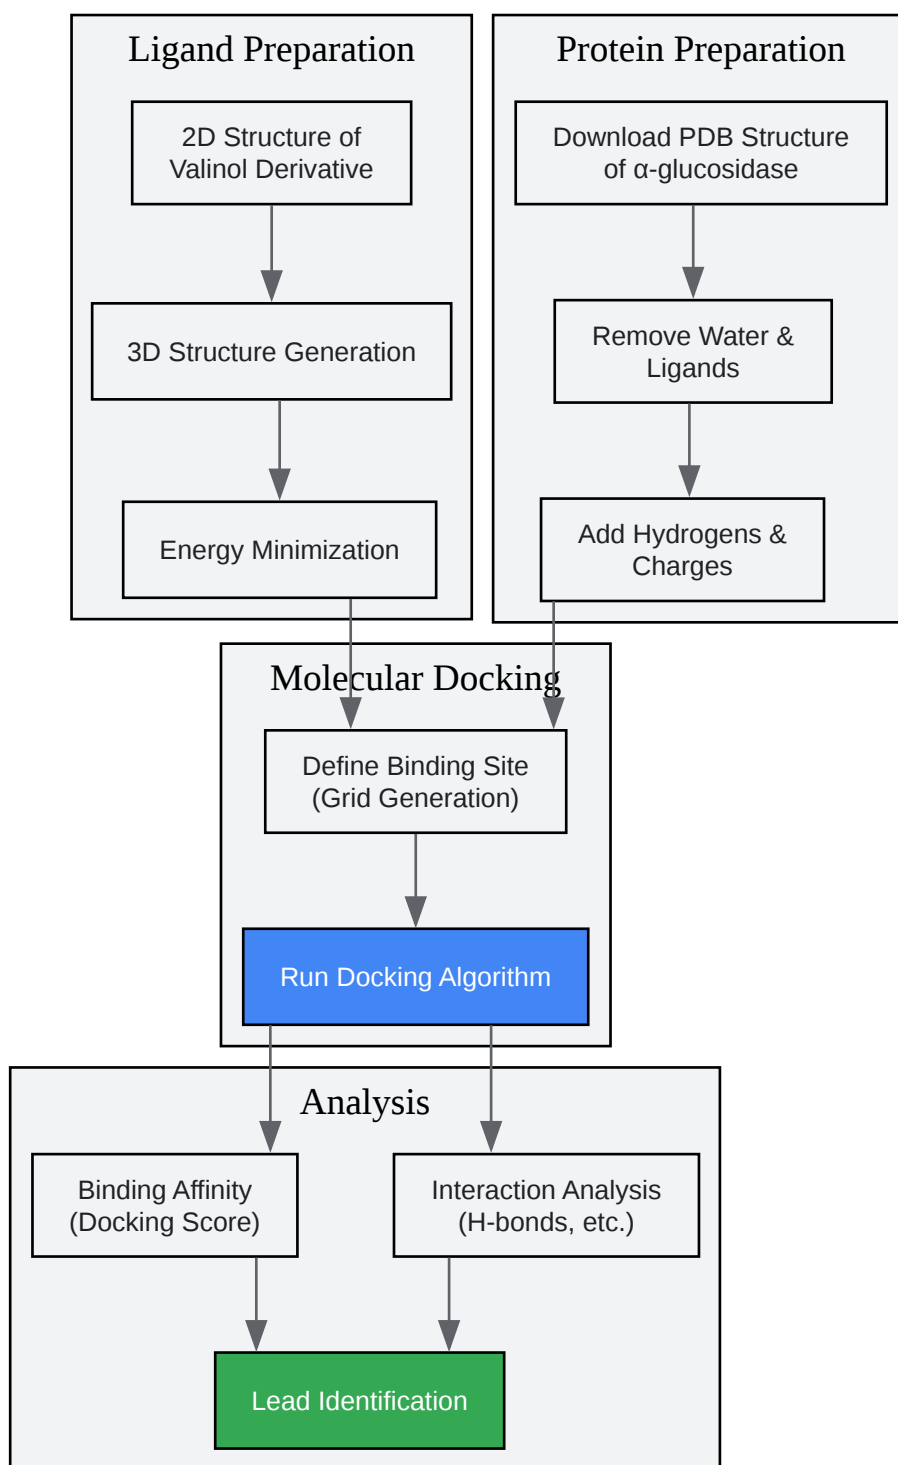 Ligand Preparation
2D Structure of
Valinol Derivative
3D Structure Generation
Energy Minimization
Protein Preparation
Download PDB Structure
of α-glucosidase
Remove Water &
Ligands
Add Hydrogens &
Charges
Molecular Docking
Define Binding Site
(Grid Generation)
Run Docking Algorithm
Analysis
Binding Affinity
(Docking Score)
Interaction Analysis
(H-bonds, etc.)
Lead Identification